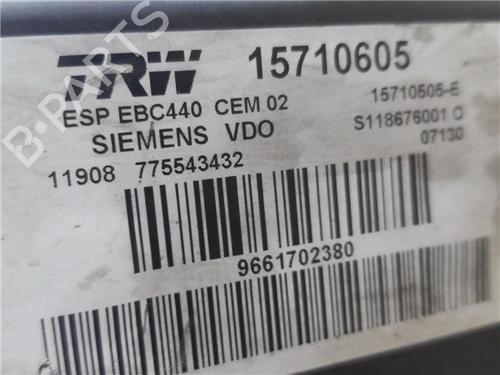 TRW 15710605
ESP EBC440 CEM 02 15710505-E
SIEMENS VDO S118676001 O
11908 775543432 07130
9661702380
B-PARTS